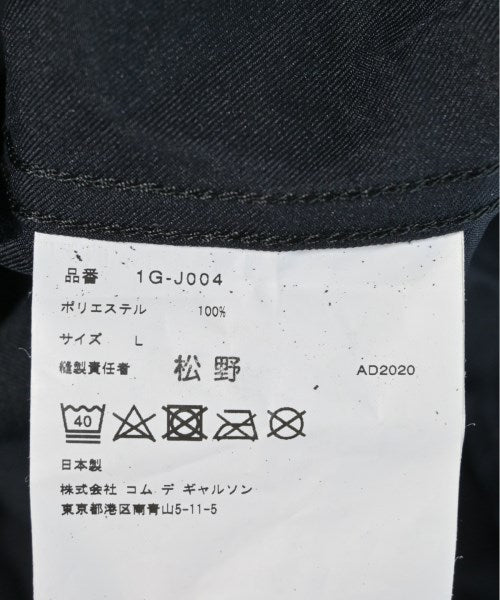 品番 1G-J004
ポリエステル 100%
サイズ L
縫製責任者 松野 AD2020
40
日本製
株式会社 コム デ ギャルソン
東京都港区南青山5-11-5